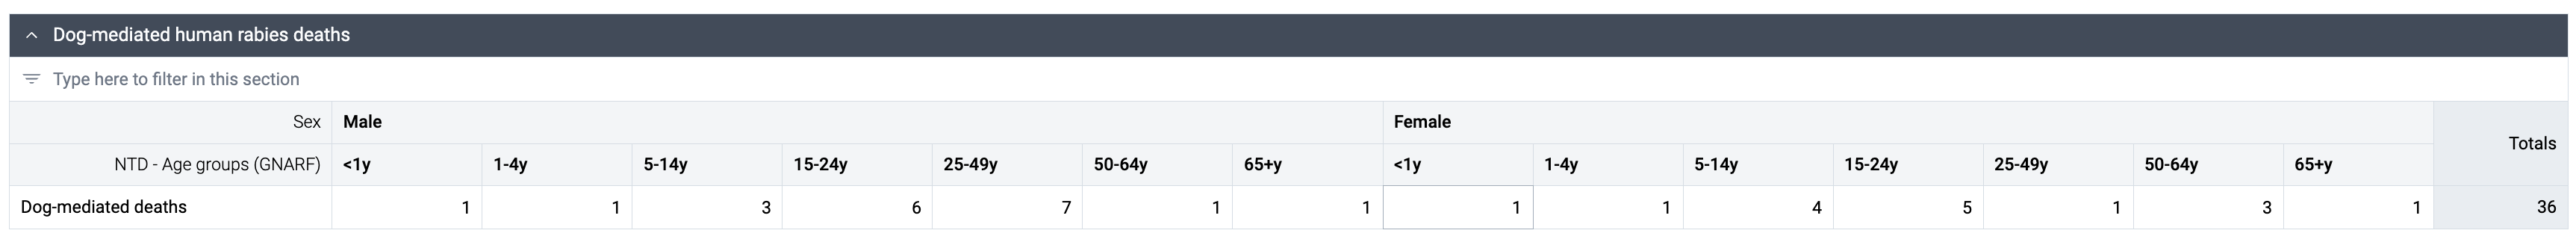 Dog-mediated human rabies deaths
Type here to filter in this section
Sex Male Female Totals
NTD - Age groups (GNARF) <1y 1-4y 5-14y 15-24y 25-49y 50-64y 65+y <1y 1-4y 5-14y 15-24y 25-49y 50-64y 65+y
Dog-mediated deaths 1 1 3 6 7 1 1 1 1 4 5 1 3 1 36